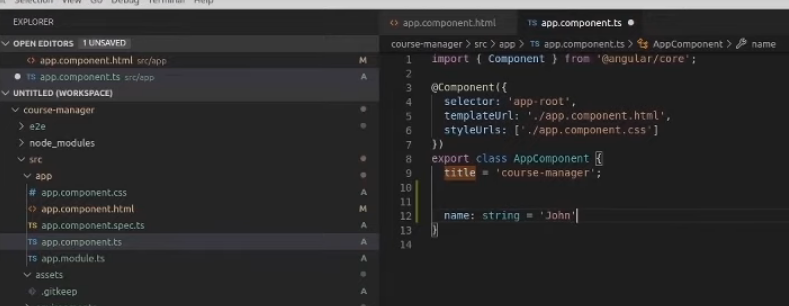 Selection View Go Debug Terminal Help
EXPLORER
OPEN EDITORS 1 UNSAVED
<> app.component.html src/app M
● TS app.component.ts src/app A
UNTITLED (WORKSPACE)
course-manager
e2e
node_modules
src
app
# app.component.css A
<> app.component.html M
TS app.component.spec.ts A
TS app.component.ts A
TS app.module.ts A
assets
.gitkeep A
<> app.component.html
TS app.component.ts ●
course-manager > src > app > TS app.component.ts > AppComponent > name
1 import { Component } from '@angular/core';
2
3 @Component({
4 selector: 'app-root',
5 templateUrl: './app.component.html',
6 styleUrls: ['./app.component.css']
7 })
8 export class AppComponent {
9 title = 'course-manager';
10
11
12 name: string = 'John'
13 }
14